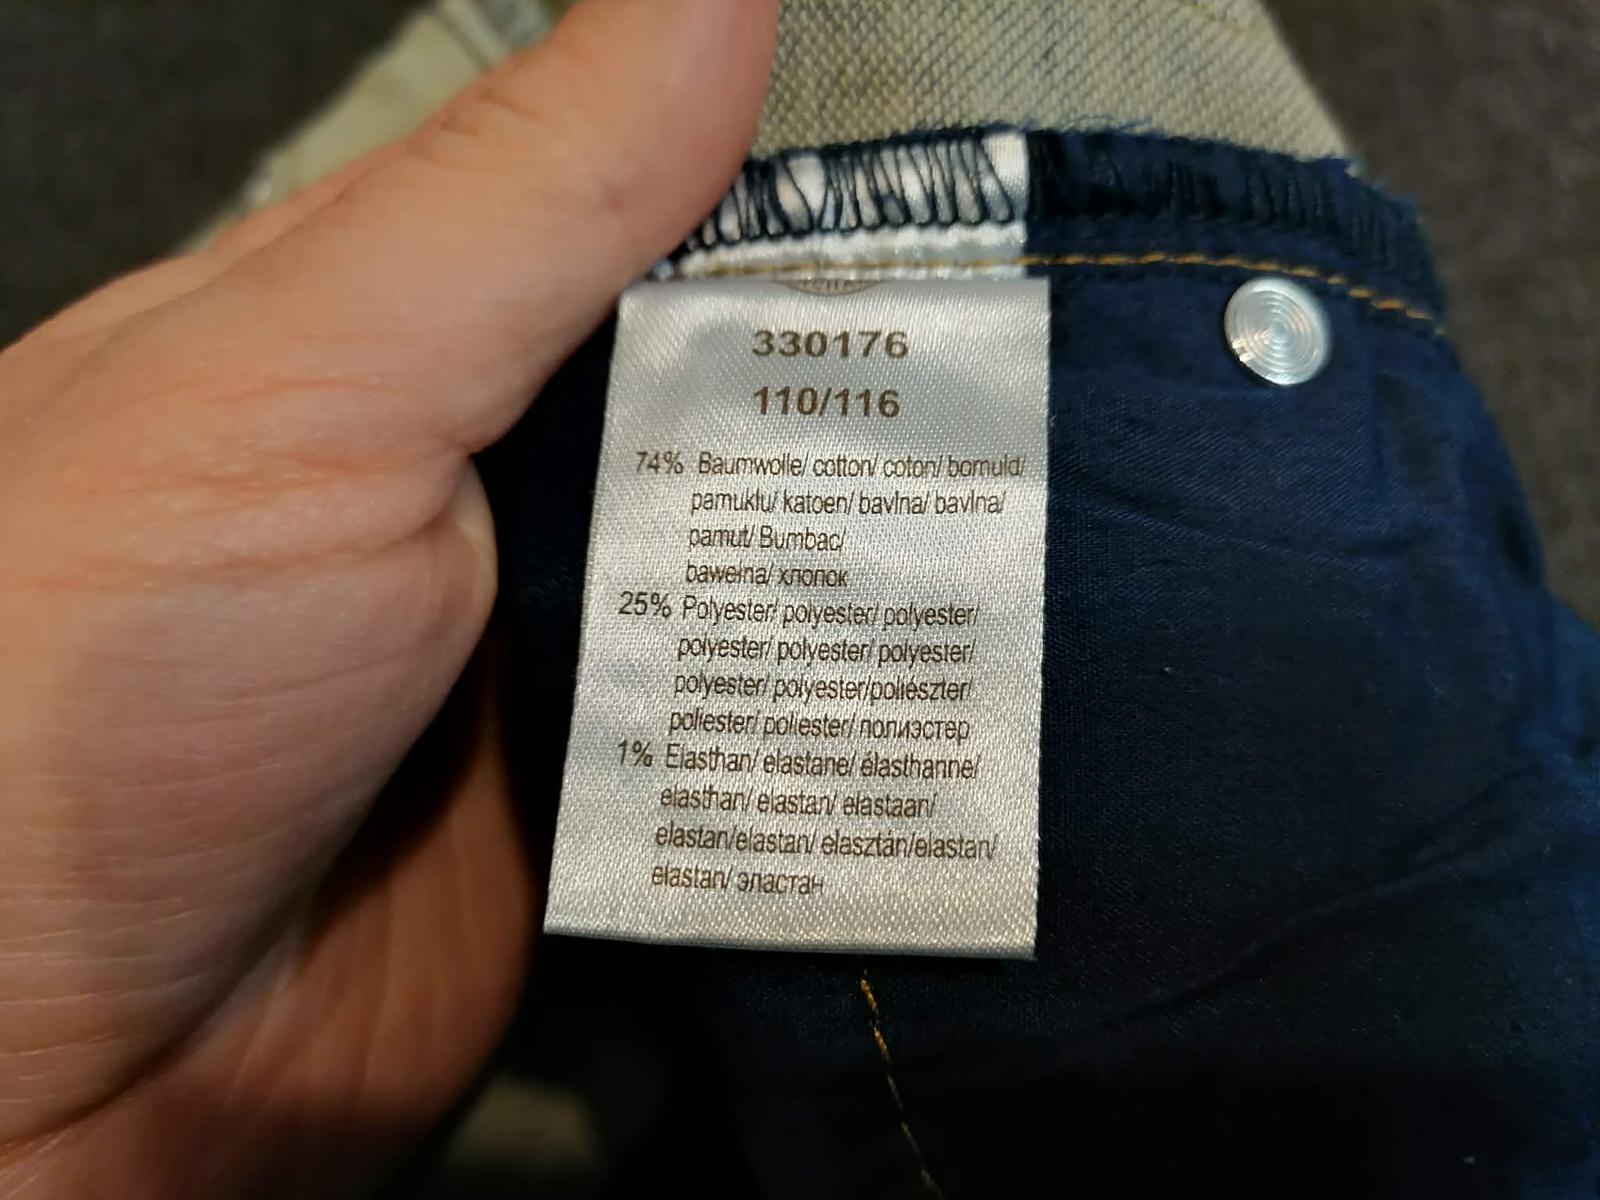 330176
110/116
74% Baumwolle/ cotton/ coton/ bomuld/
pamuklu/ katoen/ bavlna/ bavlna/
pamut/ Bumbac/
bawełna/ хлопок
25% Polyester/ polyester/ polyester/
polyester/ polyester/ polyester/
polyester/ polyester/poliészter/
poliester/ poliester/ полиэстер
1% Elasthan/ elastane/ élasthanne/
elasthan/ elastan/ elastaan/
elastan/elastan/ elasztán/elastan/
elastan/ эластан